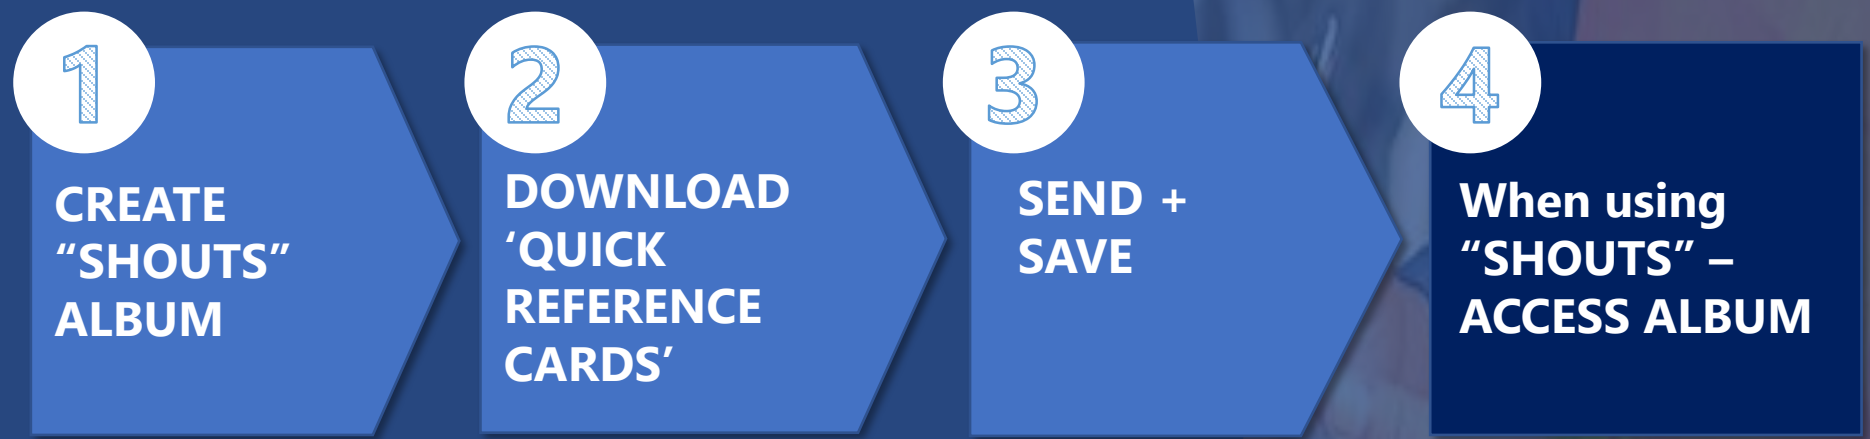 1
CREATE
“SHOUTS”
ALBUM
2
DOWNLOAD
‘QUICK
REFERENCE
CARDS’
3
SEND +
SAVE
4
When using
“SHOUTS” –
ACCESS ALBUM